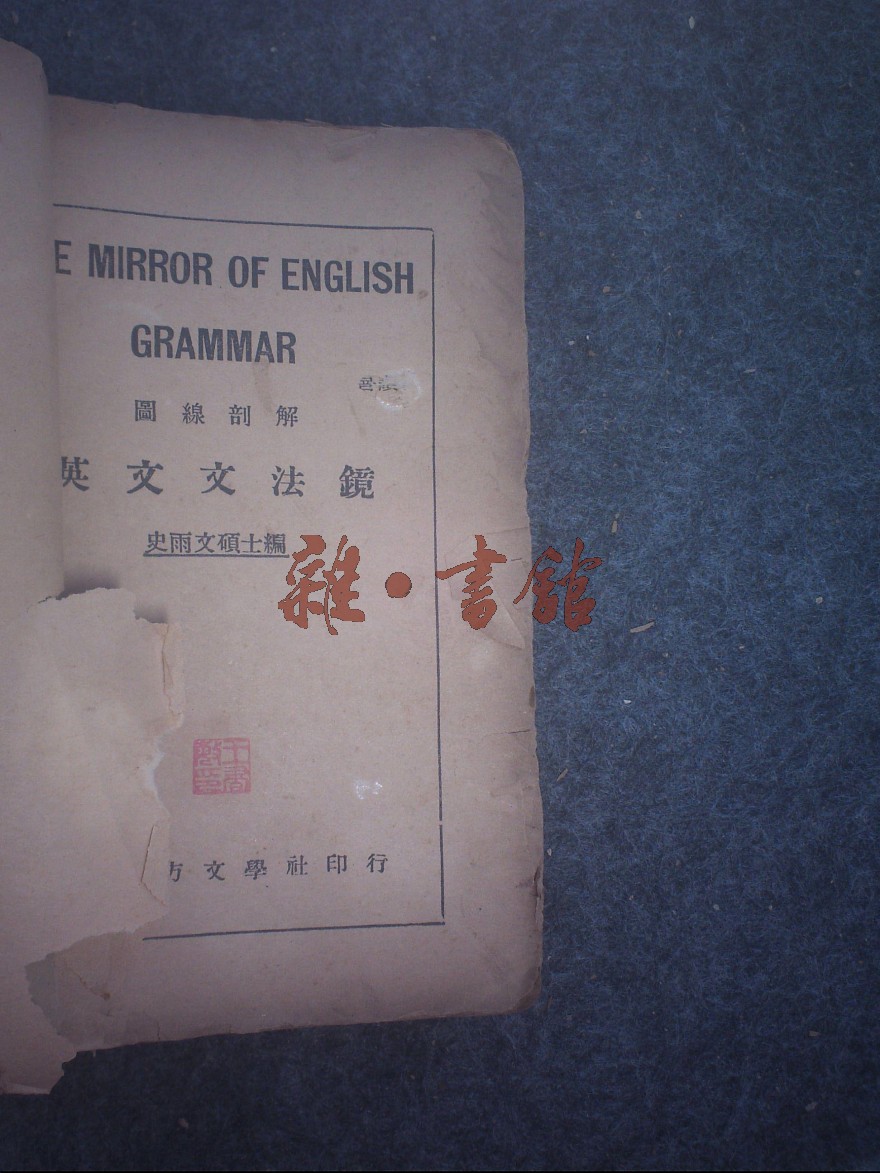 E MIRROR OF ENGLISH
GRAMMAR
圖線剖解
英文文法鏡
史雨文碩士編
雜·書館
方文學社印行